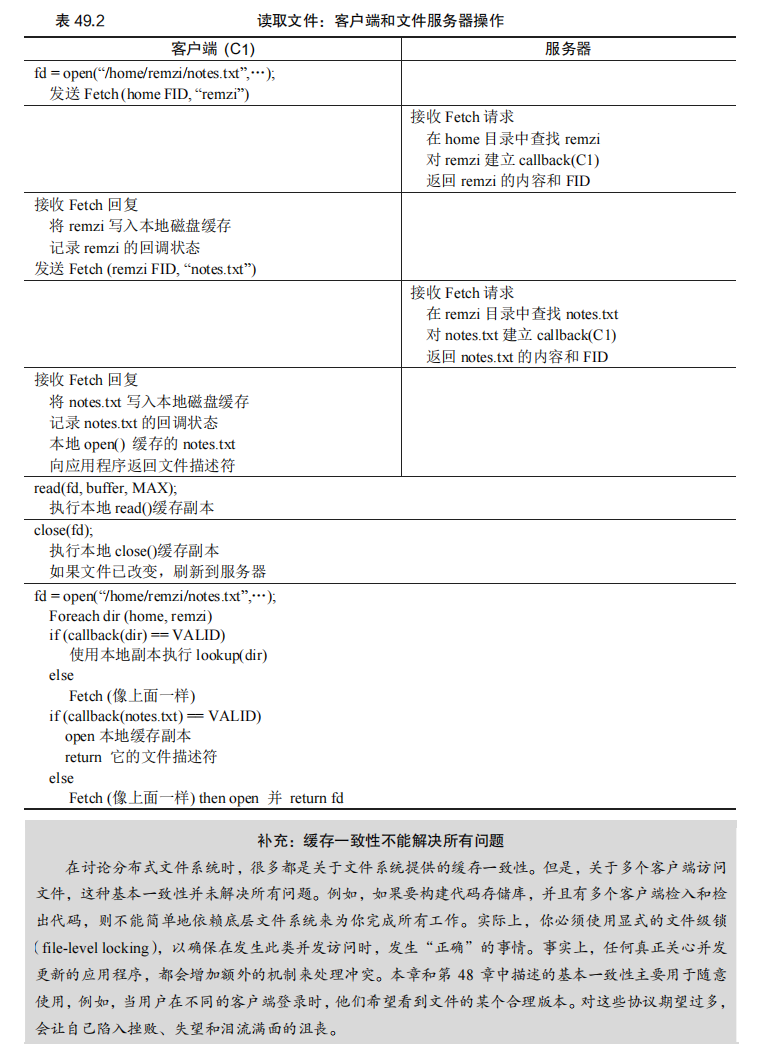 表 49.2 读取文件：客户端和文件服务器操作
客户端 (C1) 服务器
fd = open(“/home/remzi/notes.txt”,…);
发送 Fetch (home FID, “remzi”)
接收 Fetch 请求
在 home 目录中查找 remzi
对 remzi 建立 callback(C1)
返回 remzi 的内容和 FID
接收 Fetch 回复
将 remzi 写入本地磁盘缓存
记录 remzi 的回调状态
发送 Fetch (remzi FID, “notes.txt”)
接收 Fetch 请求
在 remzi 目录中查找 notes.txt
对 notes.txt 建立 callback(C1)
返回 notes.txt 的内容和 FID
接收 Fetch 回复
将 notes.txt 写入本地磁盘缓存
记录 notes.txt 的回调状态
本地 open() 缓存的 notes.txt
向应用程序返回文件描述符
read(fd, buffer, MAX);
执行本地 read()缓存副本
close(fd);
执行本地 close()缓存副本
如果文件已改变，刷新到服务器
fd = open(“/home/remzi/notes.txt”,…);
Foreach dir (home, remzi)
if (callback(dir) == VALID)
使用本地副本执行 lookup(dir)
else
Fetch (像上面一样)
if (callback(notes.txt) == VALID)
open 本地缓存副本
return 它的文件描述符
else
Fetch (像上面一样) then open 并 return fd
补充：缓存一致性不能解决所有问题
在讨论分布式文件系统时，很多都是关于文件系统提供的缓存一致性。但是，关于多个客户端访问
文件，这种基本一致性并未解决所有问题。例如，如果要构建代码存储库，并且有多个客户端检入和检
出代码，则不能简单地依赖底层文件系统来为你完成所有工作。实际上，你必须使用显式的文件级锁
（file-level locking），以确保在发生此类并发访问时，发生“正确”的事情。事实上，任何真正关心并发
更新的应用程序，都会增加额外的机制来处理冲突。本章和第 48 章中描述的基本一致性主要用于随意
使用，例如，当用户在不同的客户端登录时，他们希望看到文件的某个合理版本。对这些协议期望过多，
会让自己陷入挫败、失望和泪流满面的沮丧。